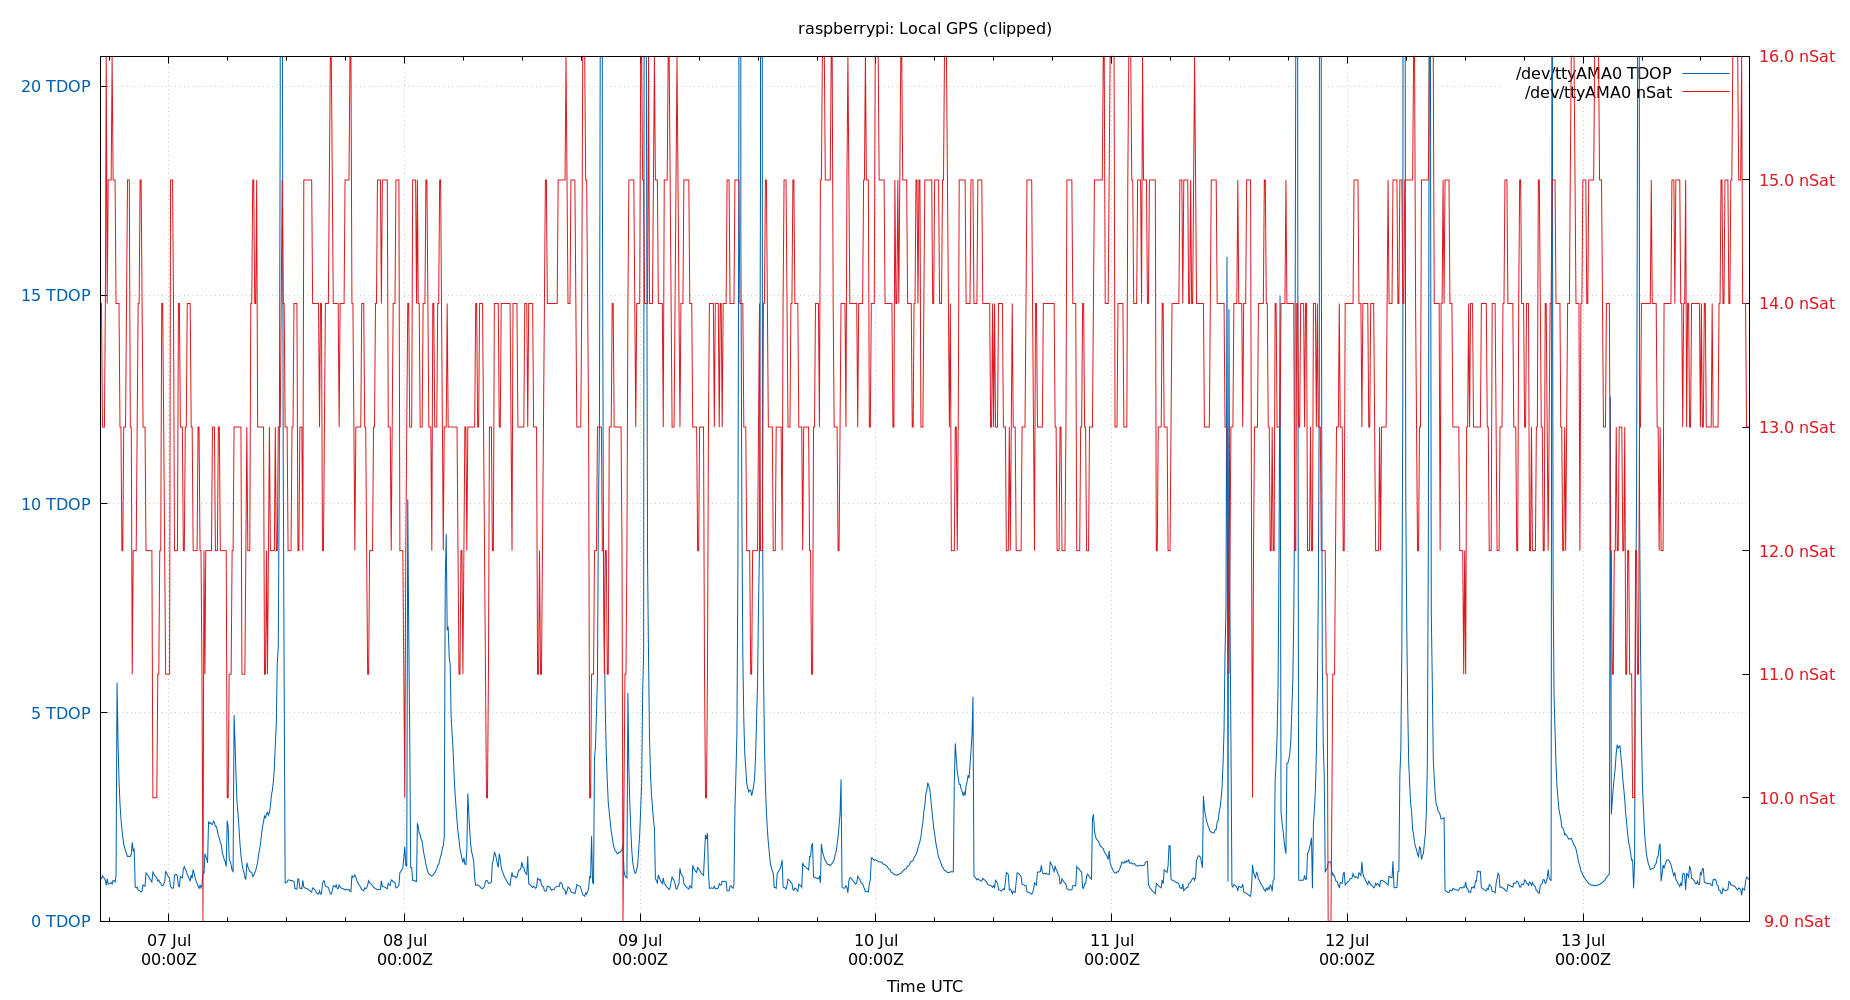 raspberrypi: Local GPS (clipped)
/dev/ttyAMA0 TDOP
/dev/ttyAMA0 nSat
20 TDOP
15 TDOP
10 TDOP
5 TDOP
0 TDOP
16.0 nSat
15.0 nSat
14.0 nSat
13.0 nSat
12.0 nSat
11.0 nSat
10.0 nSat
9.0 nSat
07 Jul
00:00Z
08 Jul
00:00Z
09 Jul
00:00Z
10 Jul
00:00Z
11 Jul
00:00Z
12 Jul
00:00Z
13 Jul
00:00Z
Time UTC